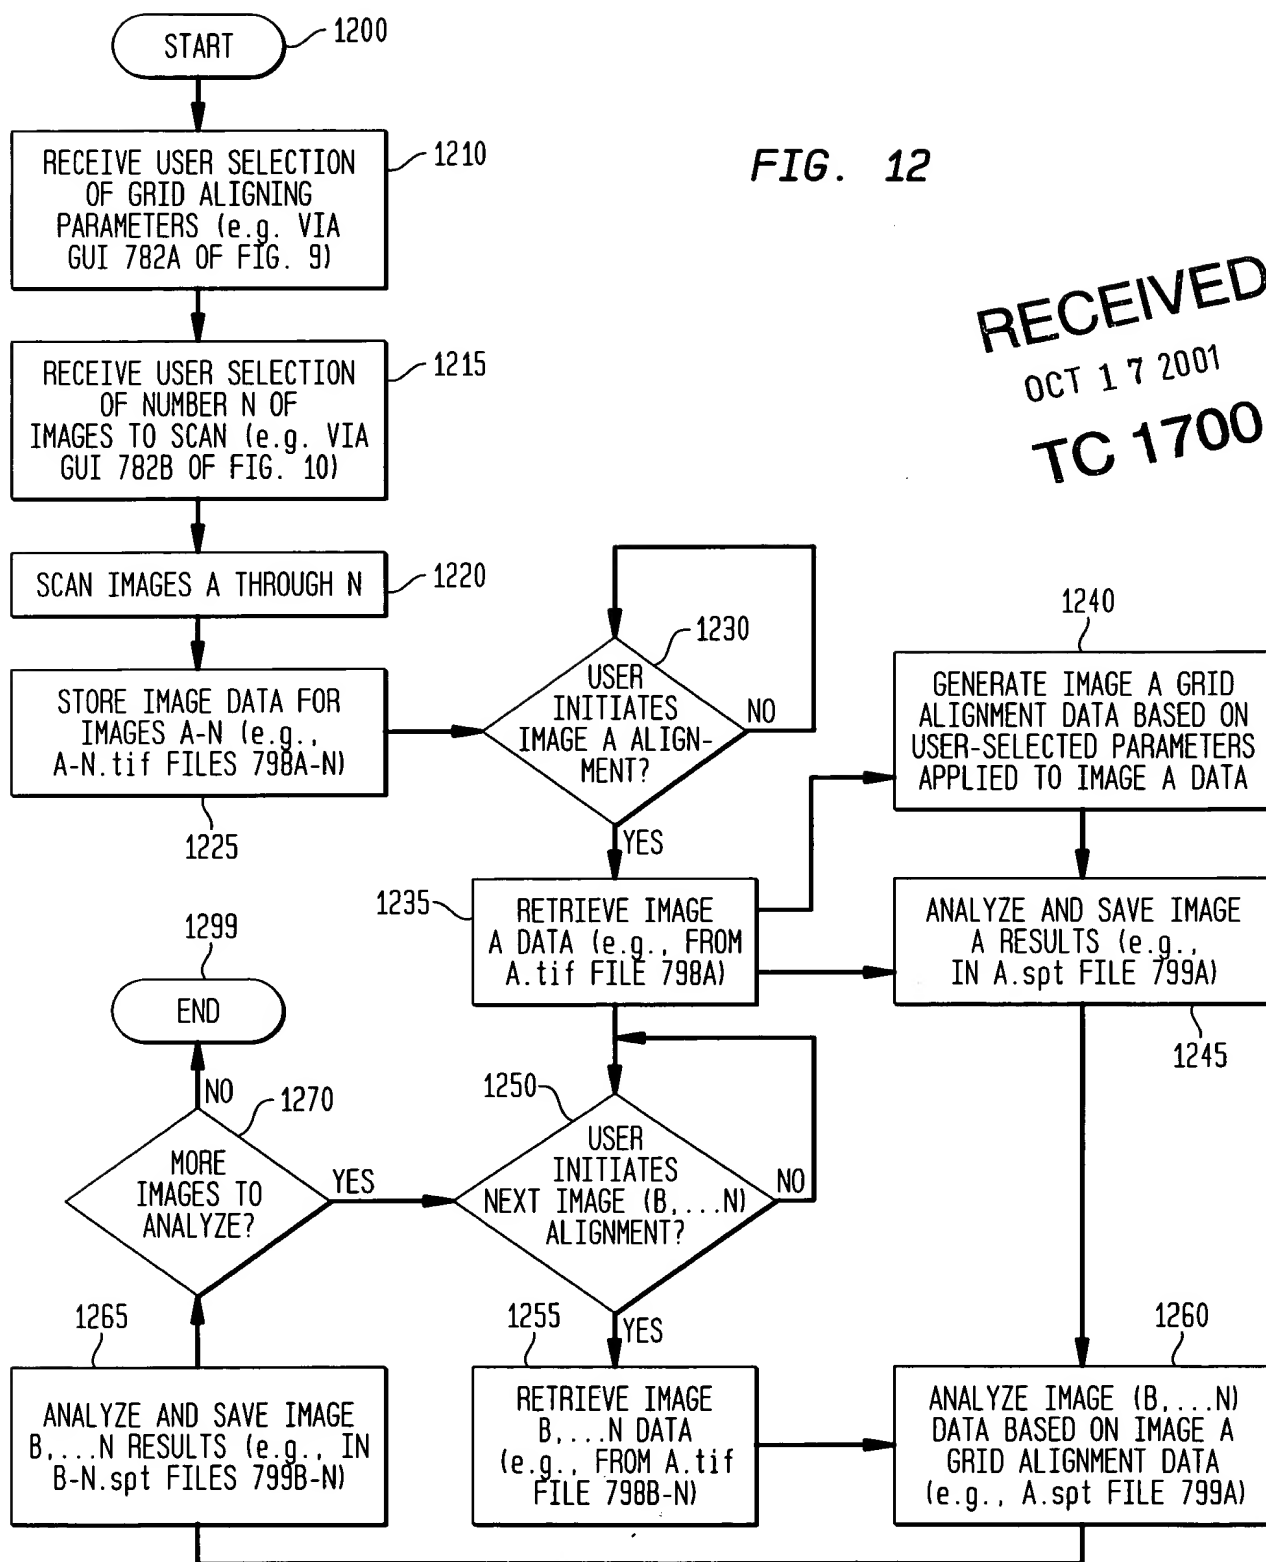 START
1200
RECEIVE USER SELECTION
OF GRID ALIGNING
PARAMETERS (e.g. VIA
GUI 782A OF FIG. 9)
1210
FIG. 12
RECEIVED
OCT 17 2001
TC 1700
RECEIVE USER SELECTION
OF NUMBER N OF
IMAGES TO SCAN (e.g. VIA
GUI 782B OF FIG. 10)
1215
SCAN IMAGES A THROUGH N
1220
STORE IMAGE DATA FOR
IMAGES A-N (e.g.,
A-N.tif FILES 798A-N)
1225
1230
USER
INITIATES
IMAGE A ALIGN-
MENT?
NO
YES
1240
GENERATE IMAGE A GRID
ALIGNMENT DATA BASED ON
USER-SELECTED PARAMETERS
APPLIED TO IMAGE A DATA
1235
RETRIEVE IMAGE
A DATA (e.g., FROM
A.tif FILE 798A)
ANALYZE AND SAVE IMAGE
A RESULTS (e.g.,
IN A.spt FILE 799A)
1245
1299
END
NO
1270
MORE
IMAGES TO
ANALYZE?
YES
1250
USER
INITIATES
NEXT IMAGE (B,...N)
ALIGNMENT?
NO
YES
1265
ANALYZE AND SAVE IMAGE
B,...N RESULTS (e.g., IN
B-N.spt FILES 799B-N)
1255
RETRIEVE IMAGE
B,...N DATA
(e.g., FROM A.tif
FILE 798B-N)
1260
ANALYZE IMAGE (B,...N)
DATA BASED ON IMAGE A
GRID ALIGNMENT DATA
(e.g., A.spt FILE 799A)